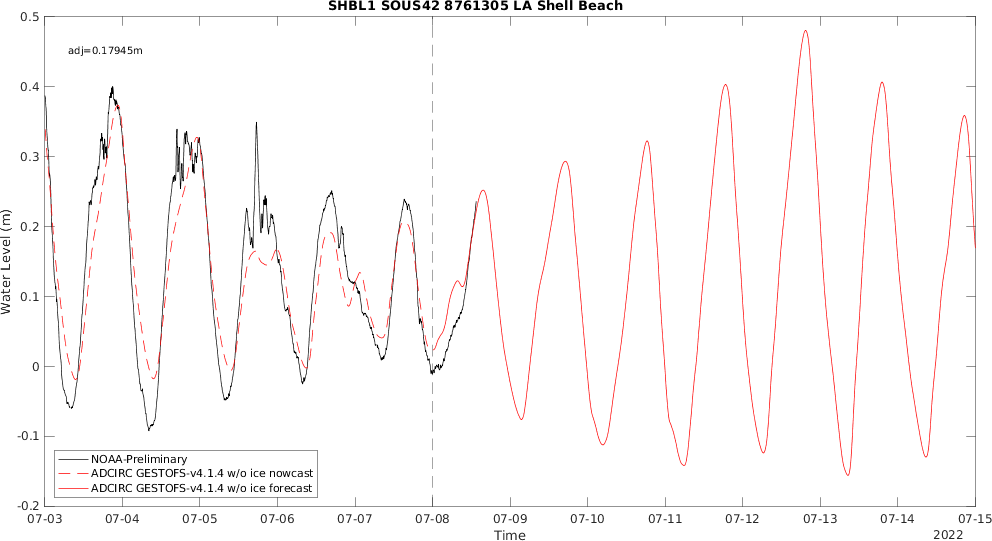 SHBL1 SOUS42 8761305 LA Shell Beach
adj=0.17945m
Water Level (m)
0.5
0.4
0.3
0.2
0.1
0
-0.1
-0.2
NOAA-Preliminary
ADCIRC GESTOFS-v4.1.4 w/o ice nowcast
ADCIRC GESTOFS-v4.1.4 w/o ice forecast
07-03 07-04 07-05 07-06 07-07 07-08 07-09 07-10 07-11 07-12 07-13 07-14 07-15
Time
2022